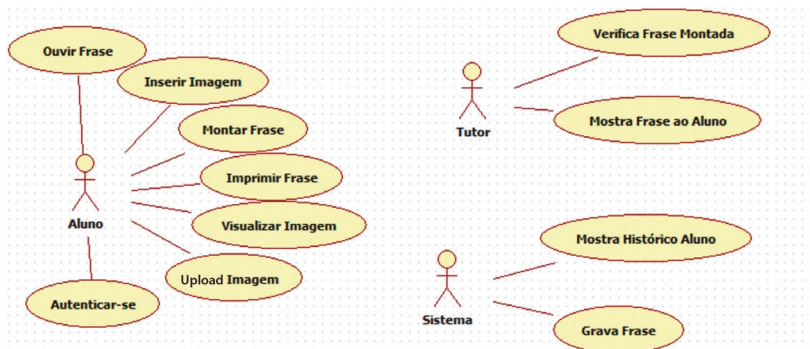 Ouvir Frase
Inserir Imagem
Montar Frase
Imprimir Frase
Aluno
Visualizar Imagem
Upload Imagem
Autenticar-se
Verifica Frase Montada
Tutor
Mostra Frase ao Aluno
Mostra Histórico Aluno
Sistema
Grava Frase